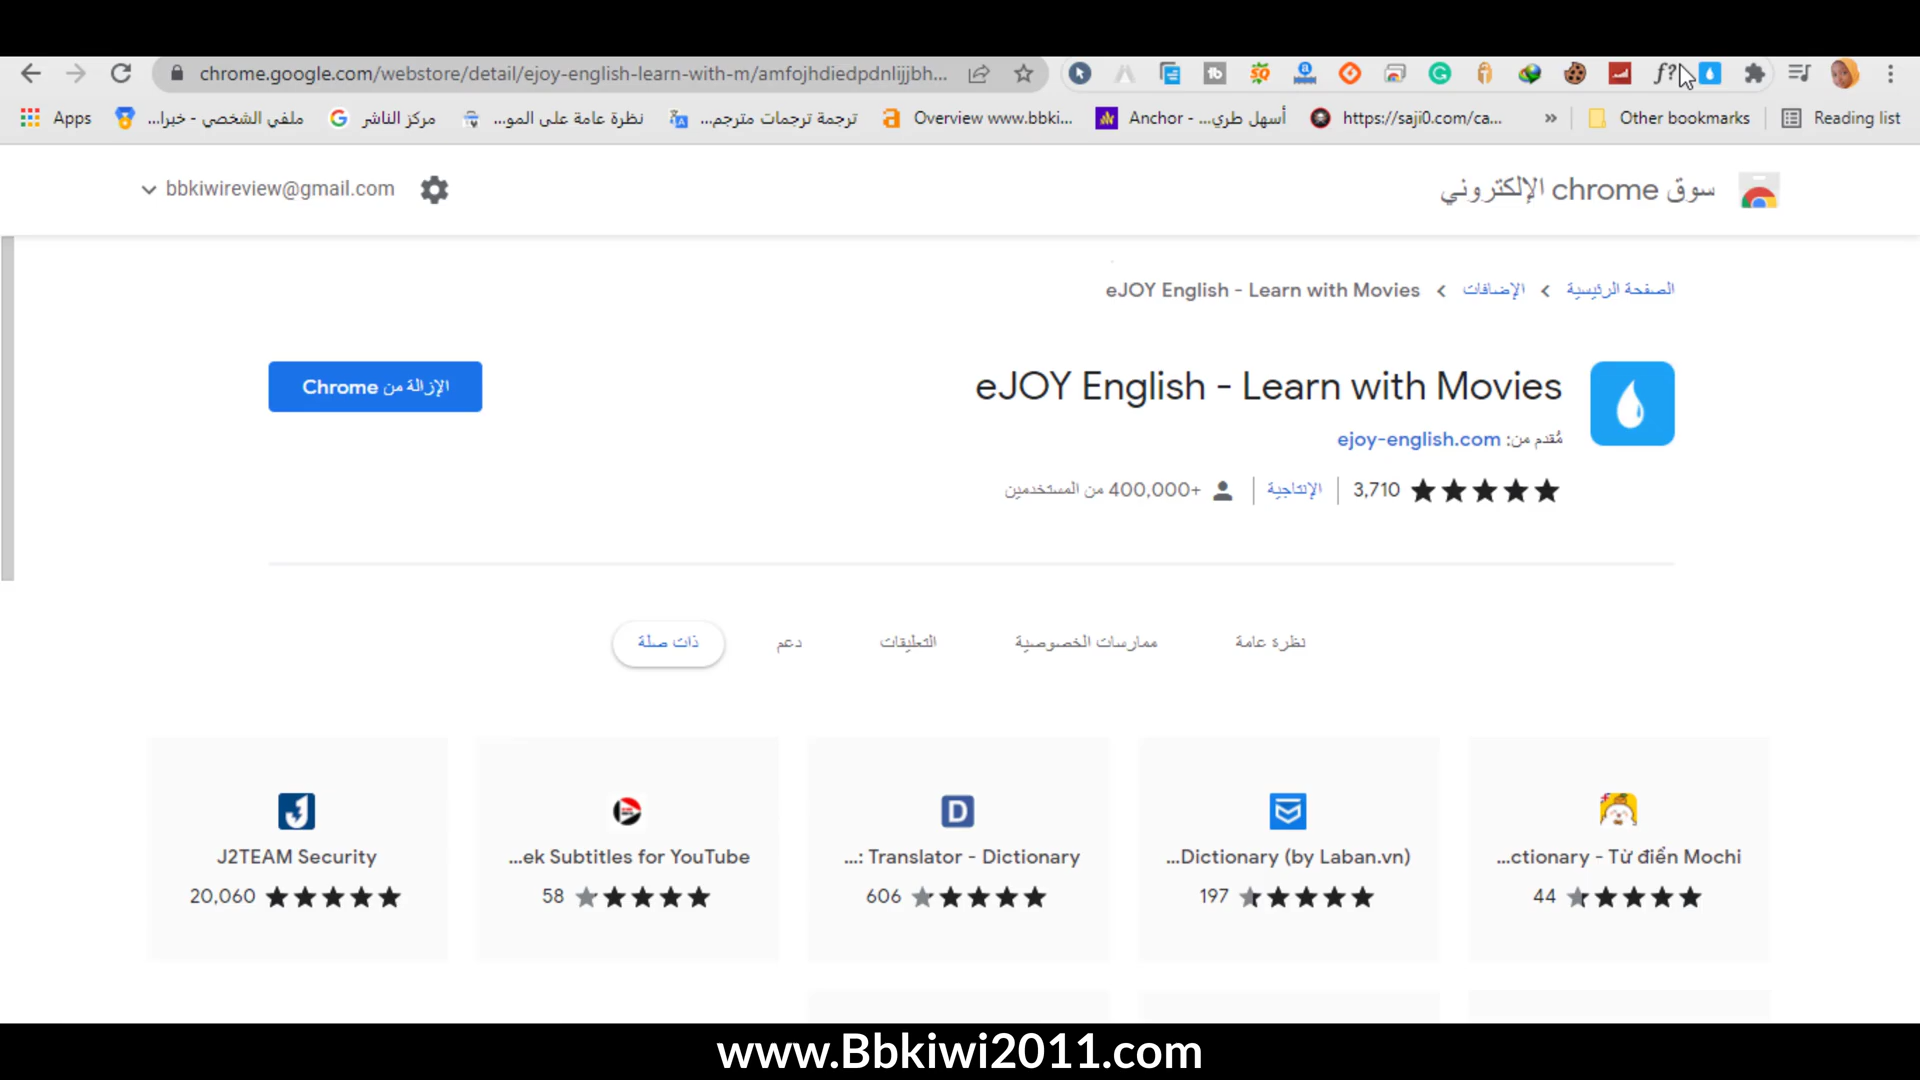 chrome.google.com/webstore/detail/ejoy-english-learn-with-m/amfojhdiedpdnlijjbh...
Apps ملفي الشخصي - خبرا... مركز الناشر نظرة عامة على المو... ترجمة ترجمات مترجم... Overview www.bbki... Anchor - أسهل طري... https://saji0.com/ca... » Other bookmarks Reading list
سوق chrome الإلكتروني
bbkiwireview@gmail.com
الصفحة الرئيسية
الإضافات
eJOY English - Learn with Movies
eJOY English - Learn with Movies
الإزالة من Chrome
مُقدم من: ejoy-english.com
3,710 الإنتاجية
+400,000 من المستخدمين
نظرة عامة
ممارسات الخصوصية
التعليقات
دعم
ذات صلة
...ctionary - Từ điển Mochi
44
...Dictionary (by Laban.vn)
197
...: Translator - Dictionary
606
...ek Subtitles for YouTube
58
J2TEAM Security
20,060
www.Bbkiwi2011.com